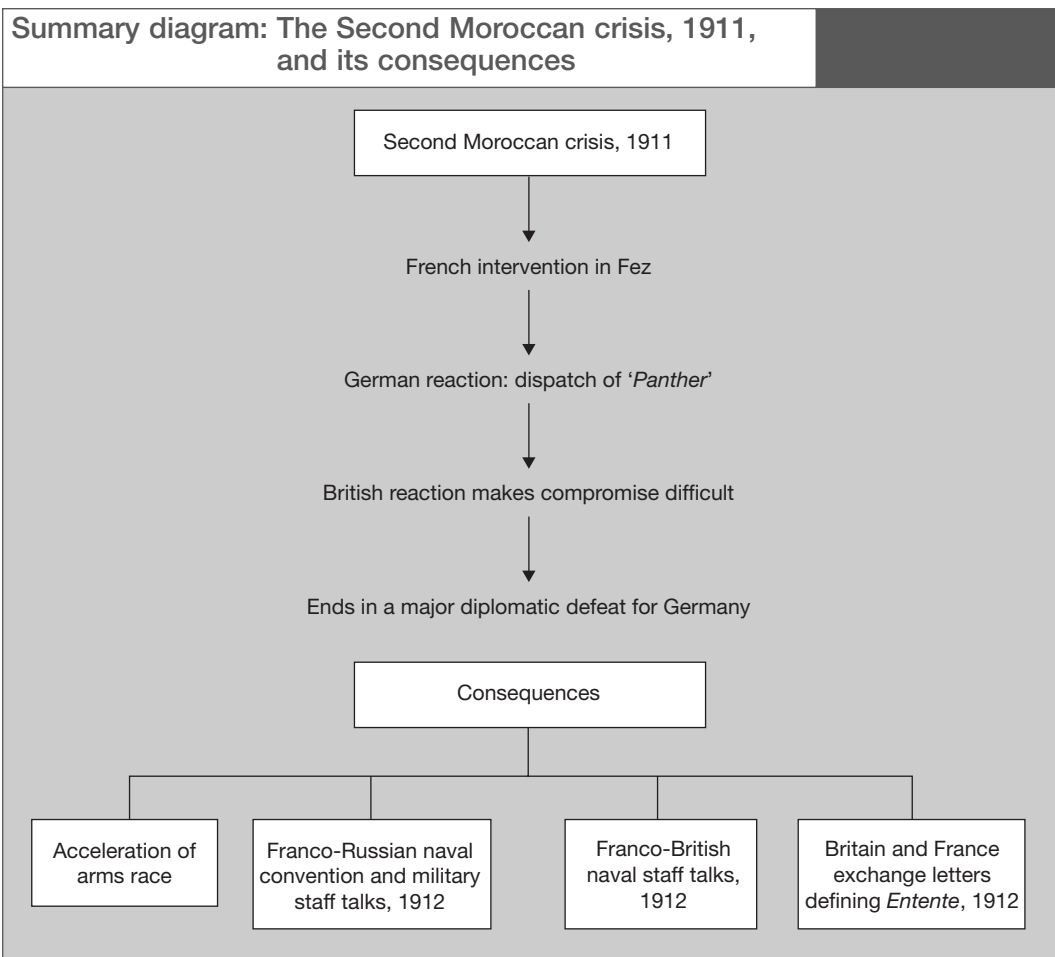 Summary diagram: The Second Moroccan crisis, 1911,
and its consequences
Second Moroccan crisis, 1911
French intervention in Fez
German reaction: dispatch of ‘Panther’
British reaction makes compromise difficult
Ends in a major diplomatic defeat for Germany
Consequences
Acceleration of
arms race
Franco-Russian naval
convention and military
staff talks, 1912
Franco-British
naval staff talks,
1912
Britain and France
exchange letters
defining Entente, 1912